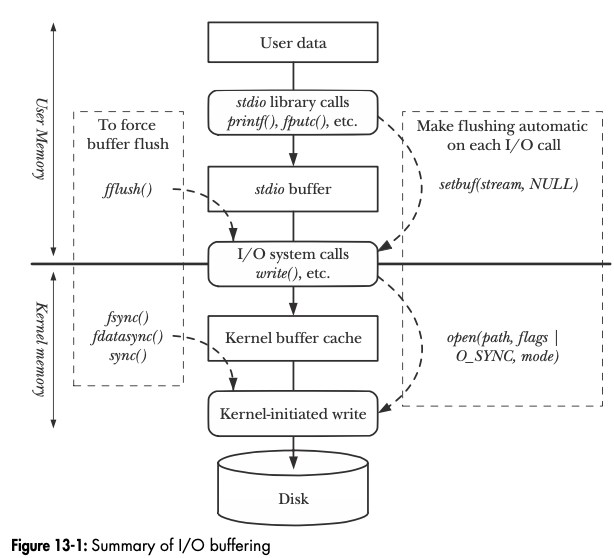 User data
User Memory
stdio library calls
printf(), fputc(), etc.
To force
buffer flush
Make flushing automatic
on each I/O call
fflush()
stdio buffer
setbuf(stream, NULL)
I/O system calls
write(), etc.
Kernel memory
fsync()
fdatasync()
sync()
Kernel buffer cache
open(path, flags |
O_SYNC, mode)
Kernel-initiated write
Disk
Figure 13-1: Summary of I/O buffering